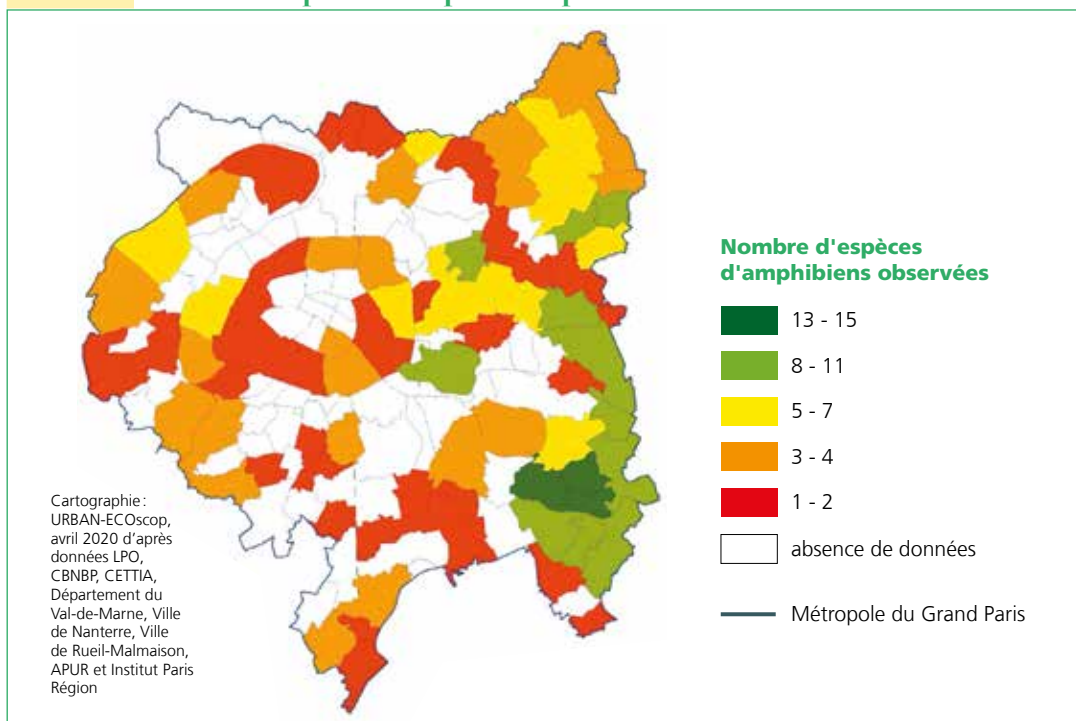 Nombre d'espèces
d'amphibiens observées
13 - 15
8 - 11
5 - 7
3 - 4
1 - 2
absence de données
Métropole du Grand Paris
Cartographie :
URBAN-ECOscop,
avril 2020 d'après
données LPO,
CBNBP, CETTIA,
Département du
Val-de-Marne, Ville
de Nanterre, Ville
de Rueil-Malmaison,
APUR et Institut Paris
Région